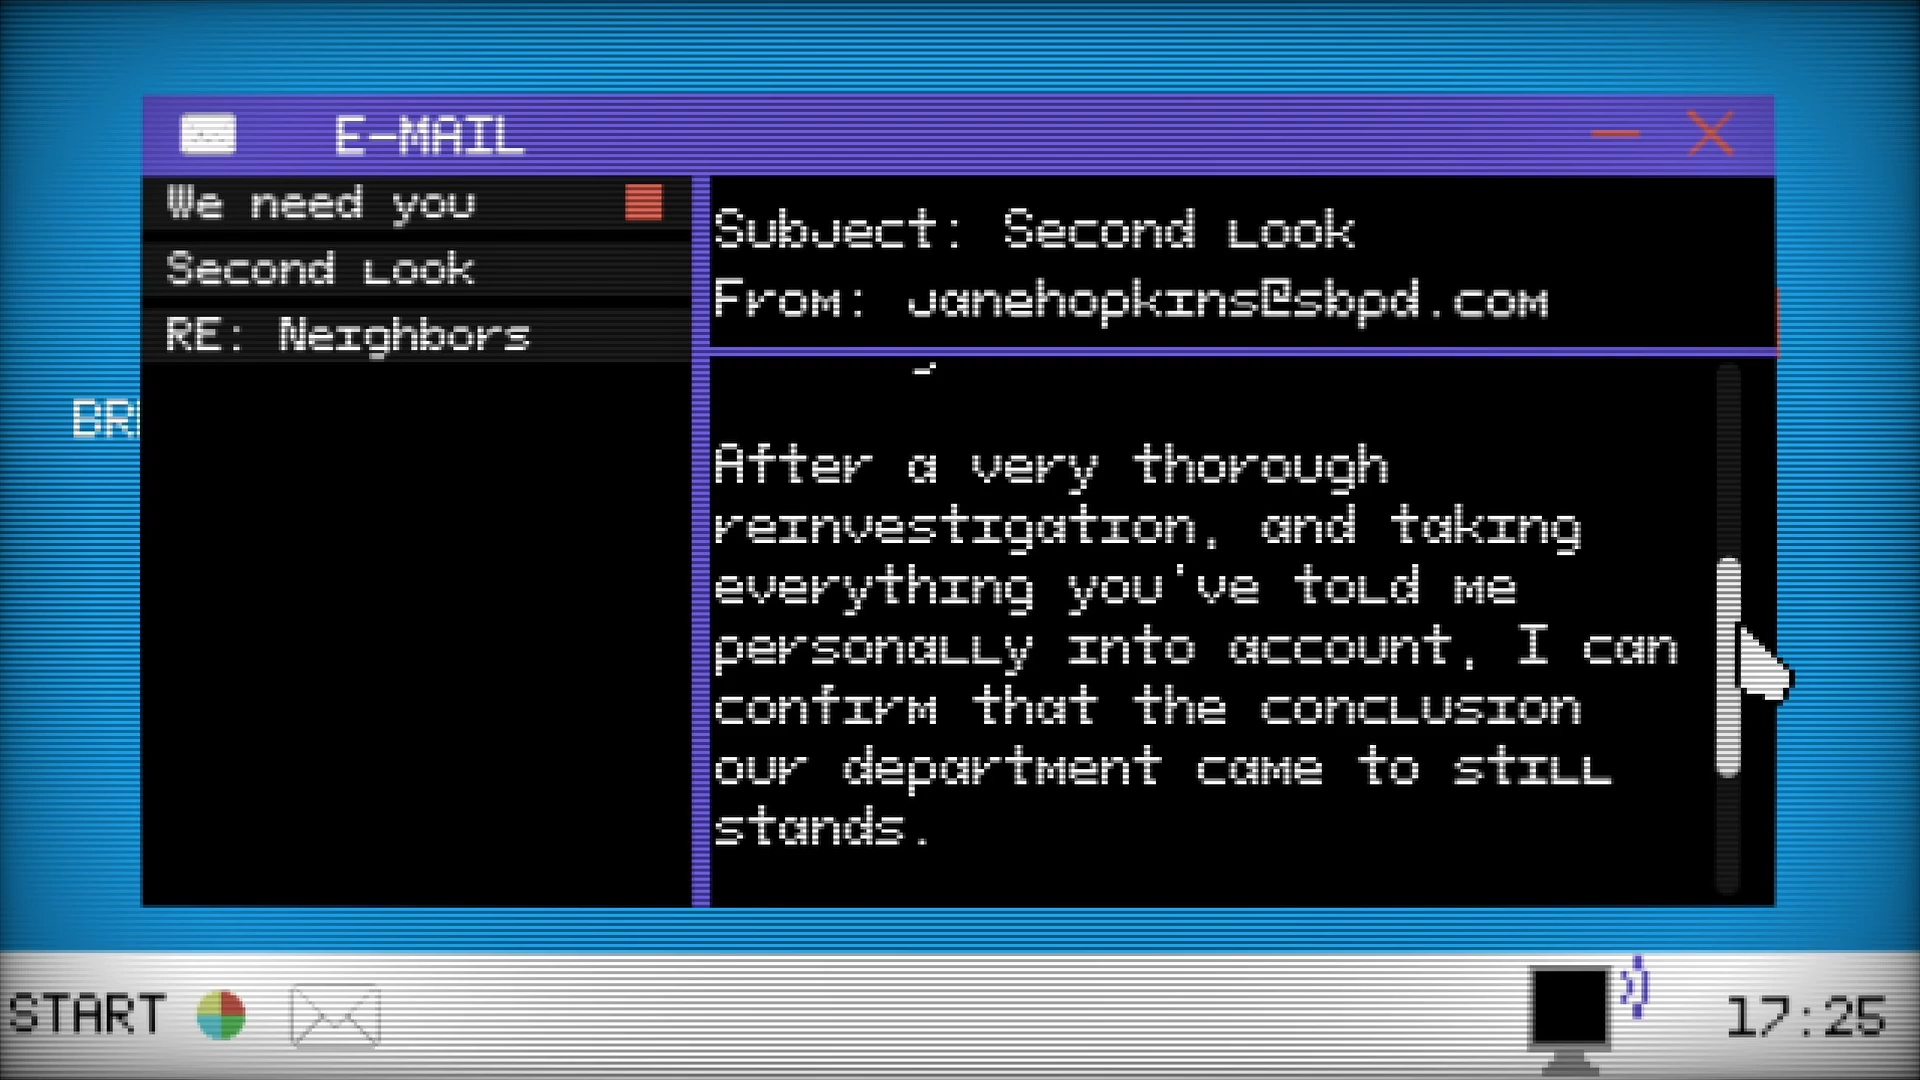 E-MAIL
We need you
Second Look
RE: Neighbors
Subject: Second Look
From: janehopkins@sbpd.com
After a very thorough
reinvestigation, and taking
everything you've told me
personally into account, I can
confirm that the conclusion
our department came to still
stands.
START
17:25